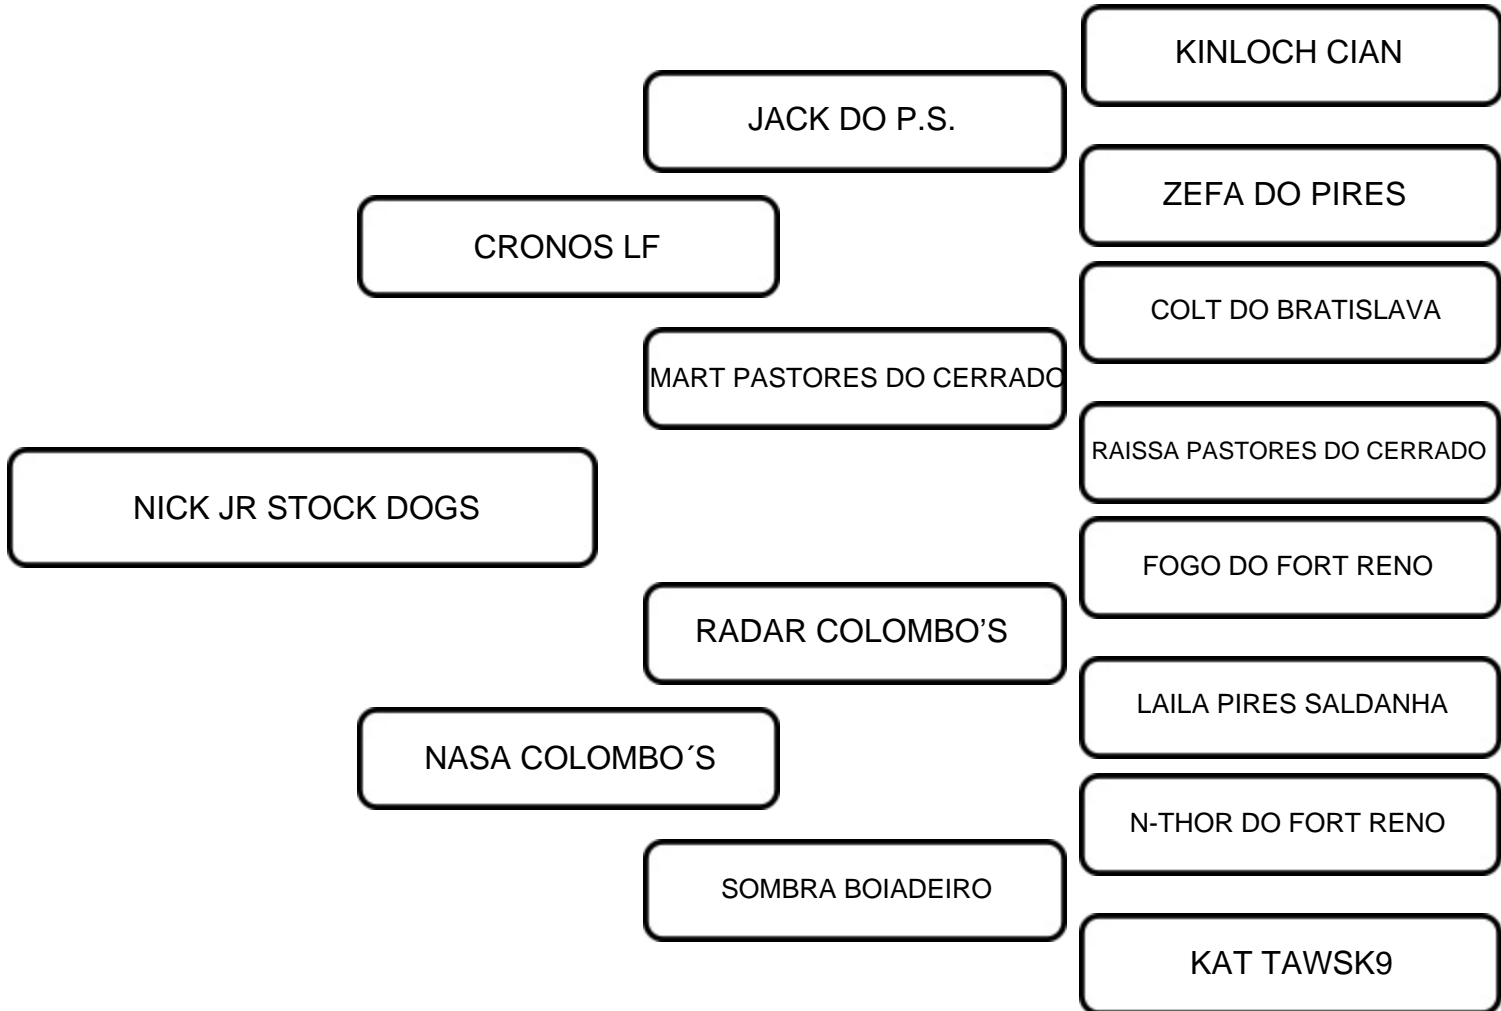 KINLOCH CIAN
JACK DO P.S.
ZEFA DO PIRES
CRONOS LF
COLT DO BRATISLAVA
MART PASTORES DO CERRADO
RAISSA PASTORES DO CERRADO
NICK JR STOCK DOGS
FOGO DO FORT RENO
RADAR COLOMBO’S
LAILA PIRES SALDANHA
NASA COLOMBO´S
N-THOR DO FORT RENO
SOMBRA BOIADEIRO
KAT TAWSK9